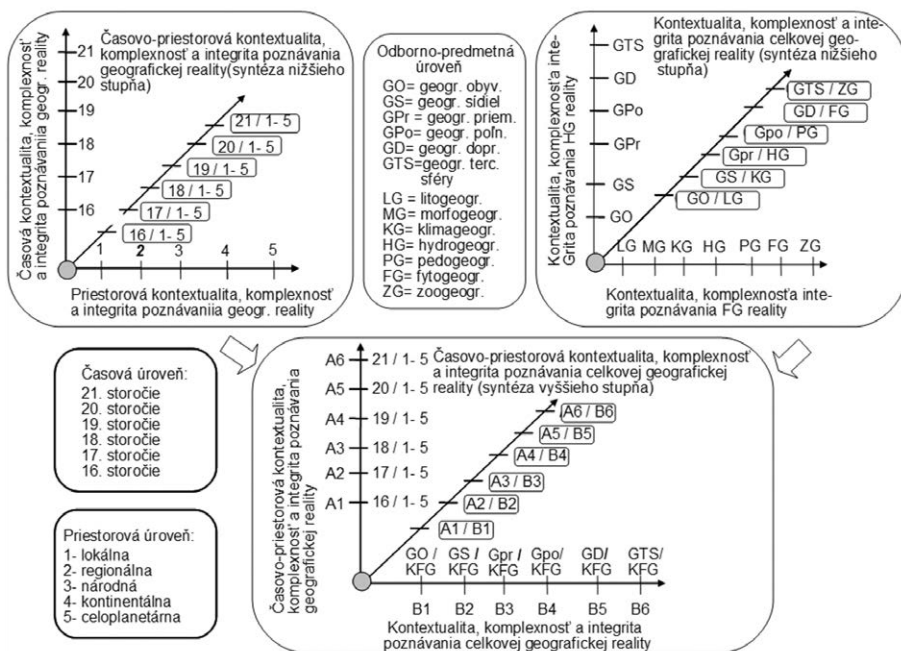 Časová kontextualita, komplexnosť
a integrita poznávania geogr. reality
21
20
19
18
17
16
Časovo-priestorová kontextualita,
komplexnosť a integrita poznávania
geografickej reality(syntéza nižšieho
stupňa)
21 / 1- 5
20 / 1- 5
19 / 1- 5
18 / 1- 5
17 / 1- 5
16 / 1- 5
1 2 3 4 5
Priestorová kontextualita, komplexnosť
a integrita poznávaniia geogr. reality
Odborno-predmetná
úroveň
GO= geogr. obyv.
GS= geogr. sídiel
GPr= geogr. priem.
GPo= geogr. poľn.
GD= geogr. dopr.
GTS=geogr. terc.
sféry
LG= litogeogr.
MG= morfogeogr.
KG= klimageogr.
HG= hydrogeogr.
PG= pedogeogr.
FG= fytogeogr.
ZG= zoogeogr.
Kontextualita, komplexnosťa inte-
Grita poznávania HG reality
GTS
GD
GPo
GPr
GS
GO
Kontextualita, komplexnosť a inte-
grita poznávania celkovej geo-
grafickej reality (syntéza nižšieho
stupňa)
GTS / ZG
GD / FG
Gpo / PG
Gpr / HG
GS / KG
GO / LG
LG MG KG HG PG FG ZG
Kontextualita, komplexnosťa inte-
grita poznávania FG reality
Časová úroveň:
21. storočie
20. storočie
19. storočie
18. storočie
17. storočie
16. storočie
Priestorová úroveň:
1- lokálna
2- regionálna
3- národná
4- kontinentálna
5- celoplanetárna
Časovo-priestorová kontextualita,
komplexnosť a integrita poznávania
geografickej reality
A6 21 / 1- 5
A5 20 / 1- 5
A4 19 / 1- 5
A3 18 / 1- 5
A2 17 / 1- 5
A1 16 / 1- 5
Časovo-priestorová kontextualita, komplexnosť
a integrita poznávania celkovej geografickej
reality (syntéza vyššieho stupňa)
A6 / B6
A5 / B5
A4 / B4
A3 / B3
A2 / B2
A1 / B1
GO / GS / Gpr / Gpo/ GD/ GTS/
KFG KFG KFG KFG KFG KFG
B1 B2 B3 B4 B5 B6
Kontextualita, komplexnosť a integrita
poznávania celkovej geografickej reality